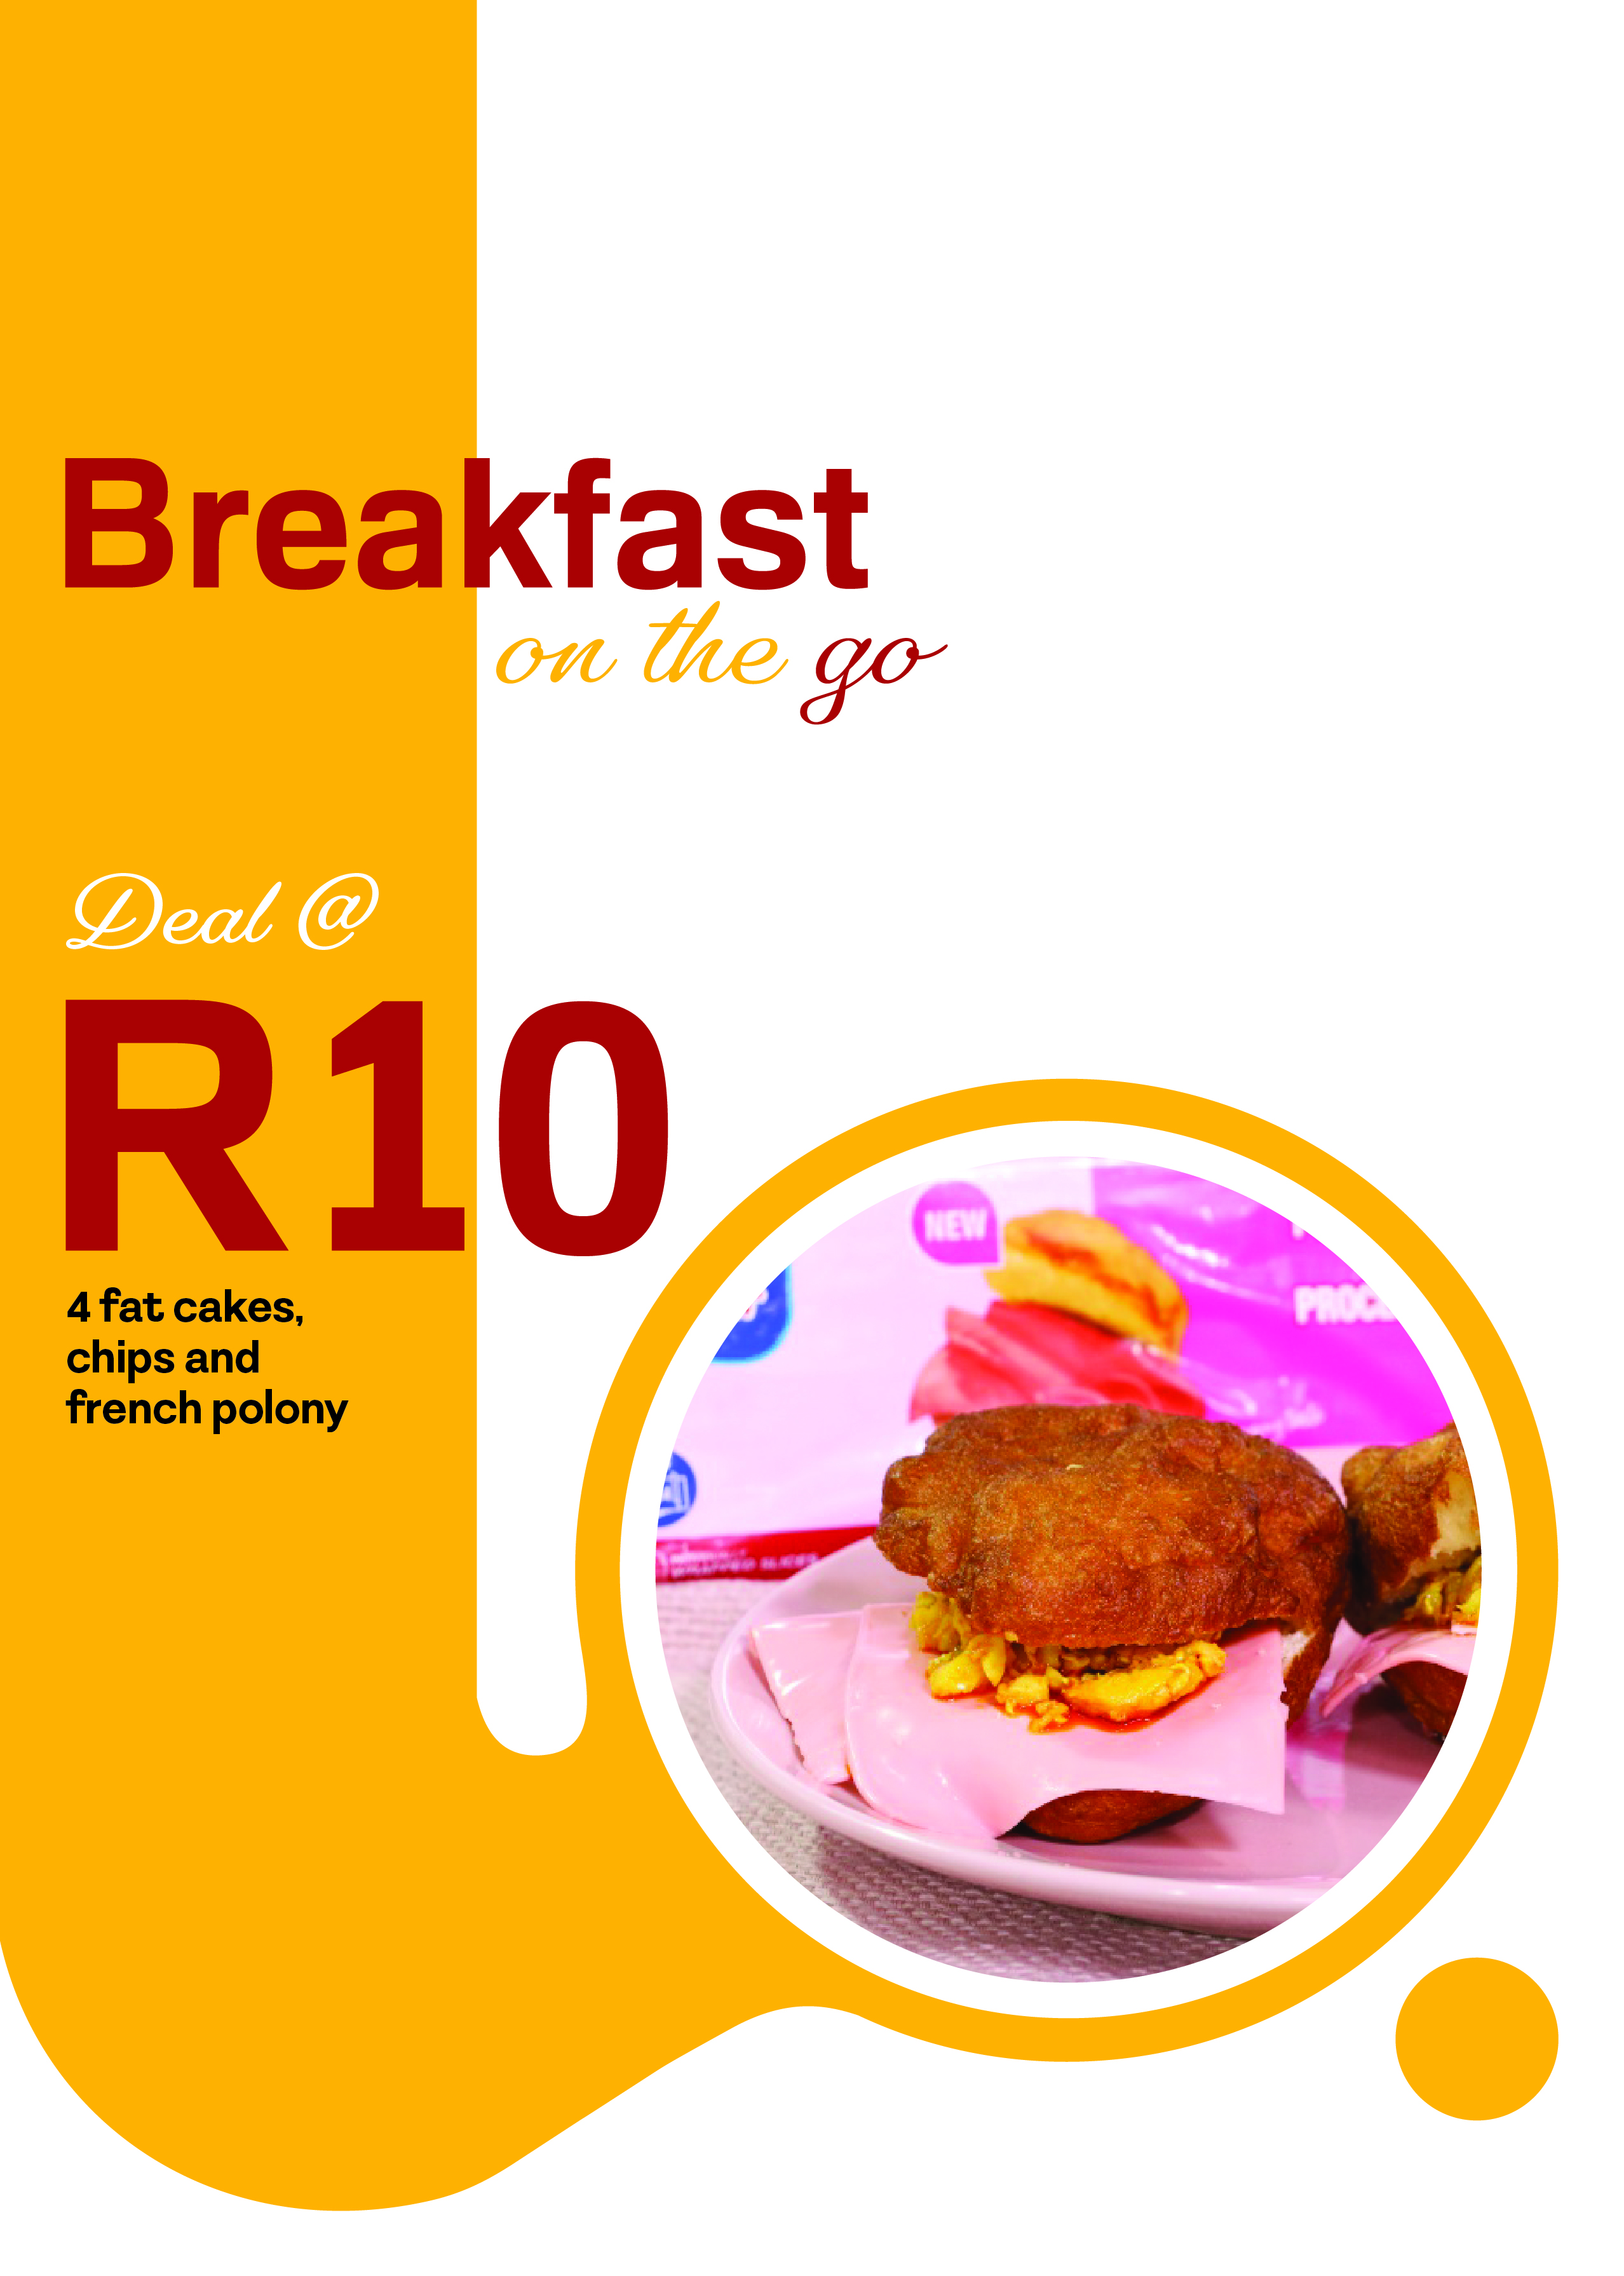 Breakfast
on the go
Deal @
R10
4 fat cakes,
chips and
french polony
NEW